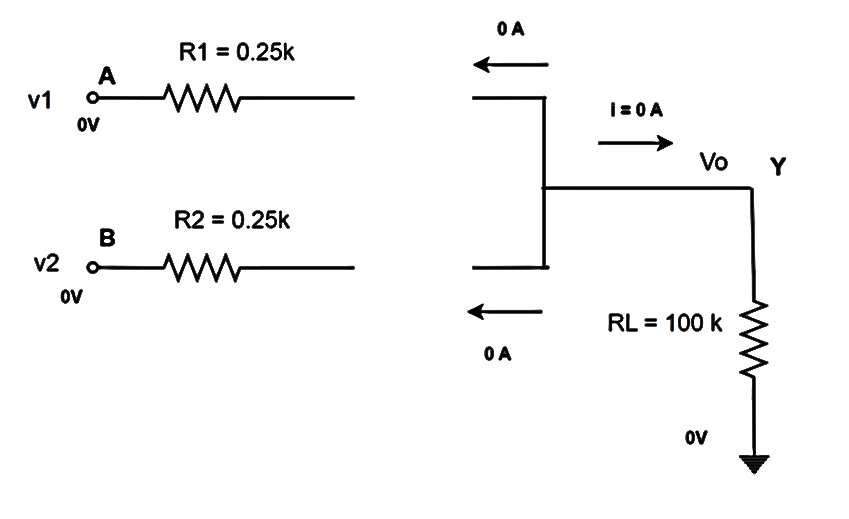 0 A
R1 = 0.25k
A
v1
0V
i = 0 A
Vo
Y
R2 = 0.25k
B
v2
0V
RL = 100 k
0 A
0V